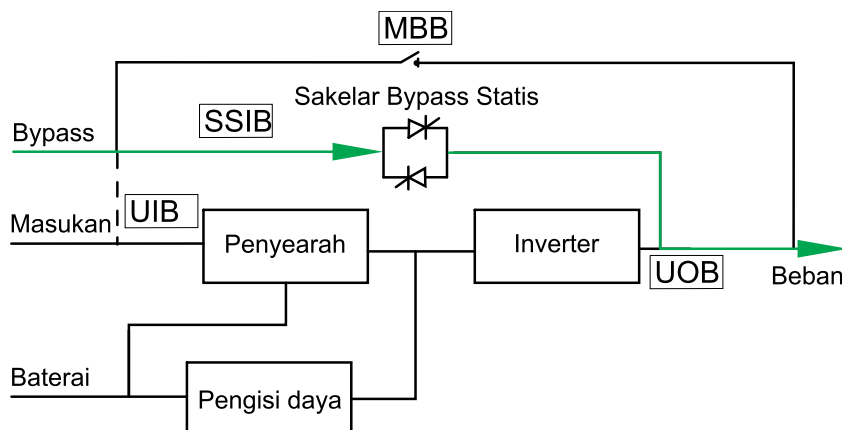 MBB
Sakelar Bypass Statis
SSIB
Bypass
UIB
Masukan
Penyearah
Inverter
UOB
Beban
Baterai
Pengisi daya